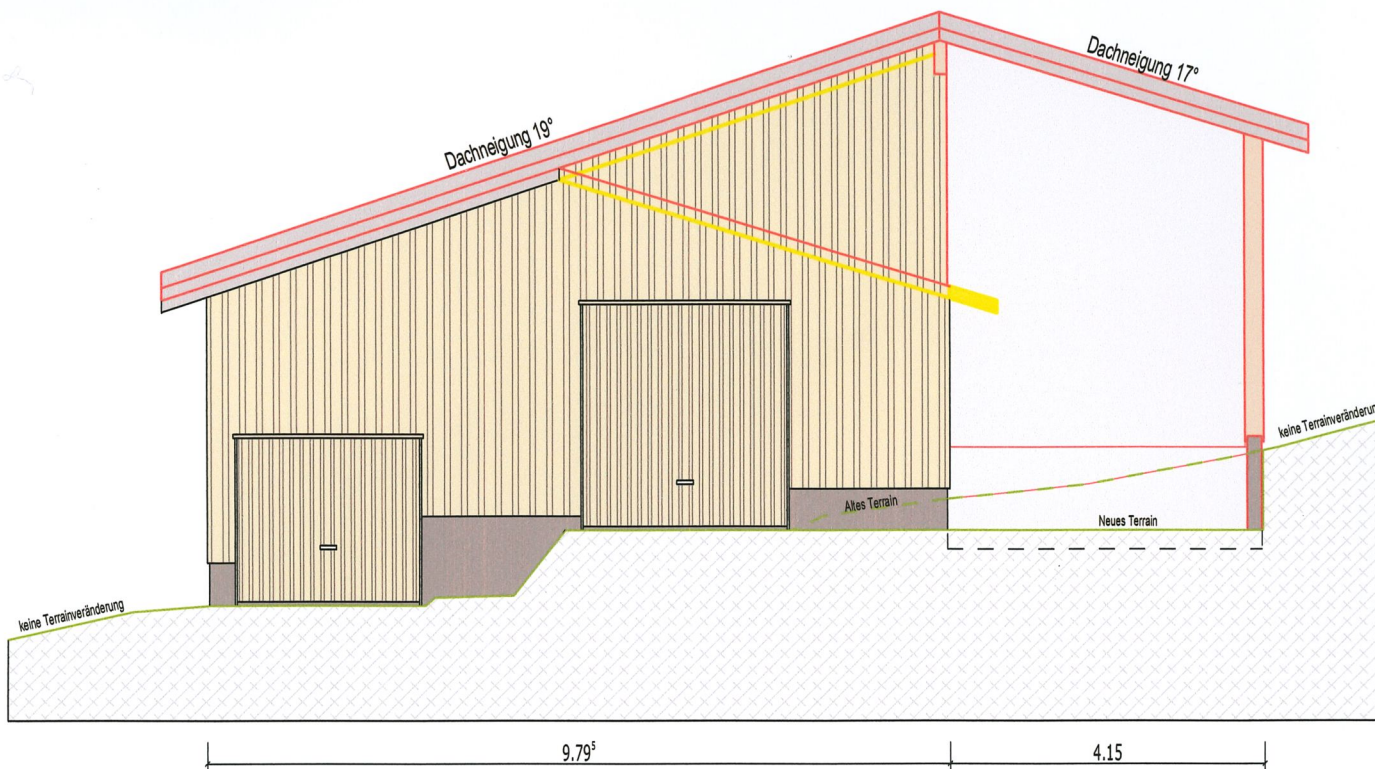 Dachneigung 17°
Dachneigung 19°
keine Terrainveränderung
Altes Terrain
Neues Terrain
keine Terrainveränderung
9.79⁵
4.15